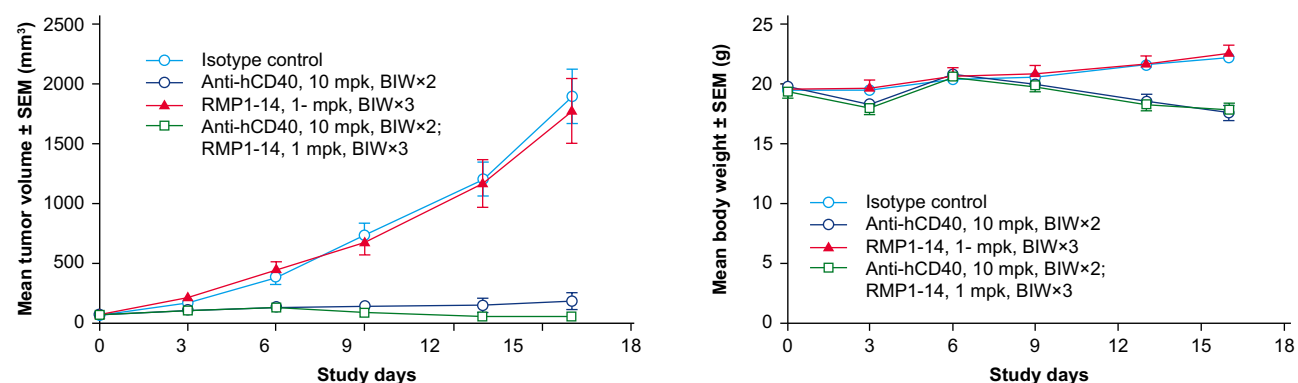 Mean tumor volume ± SEM (mm³)
2500
2000
1500
1000
500
0
Isotype control
Anti-hCD40, 10 mpk, BIW×2
RMP1-14, 1- mpk, BIW×3
Anti-hCD40, 10 mpk, BIW×2;
RMP1-14, 1 mpk, BIW×3
0 3 6 9 12 15 18
Study days
Mean body weight ± SEM (g)
25
20
15
10
5
0
Isotype control
Anti-hCD40, 10 mpk, BIW×2
RMP1-14, 1- mpk, BIW×3
Anti-hCD40, 10 mpk, BIW×2;
RMP1-14, 1 mpk, BIW×3
0 3 6 9 12 15 18
Study days